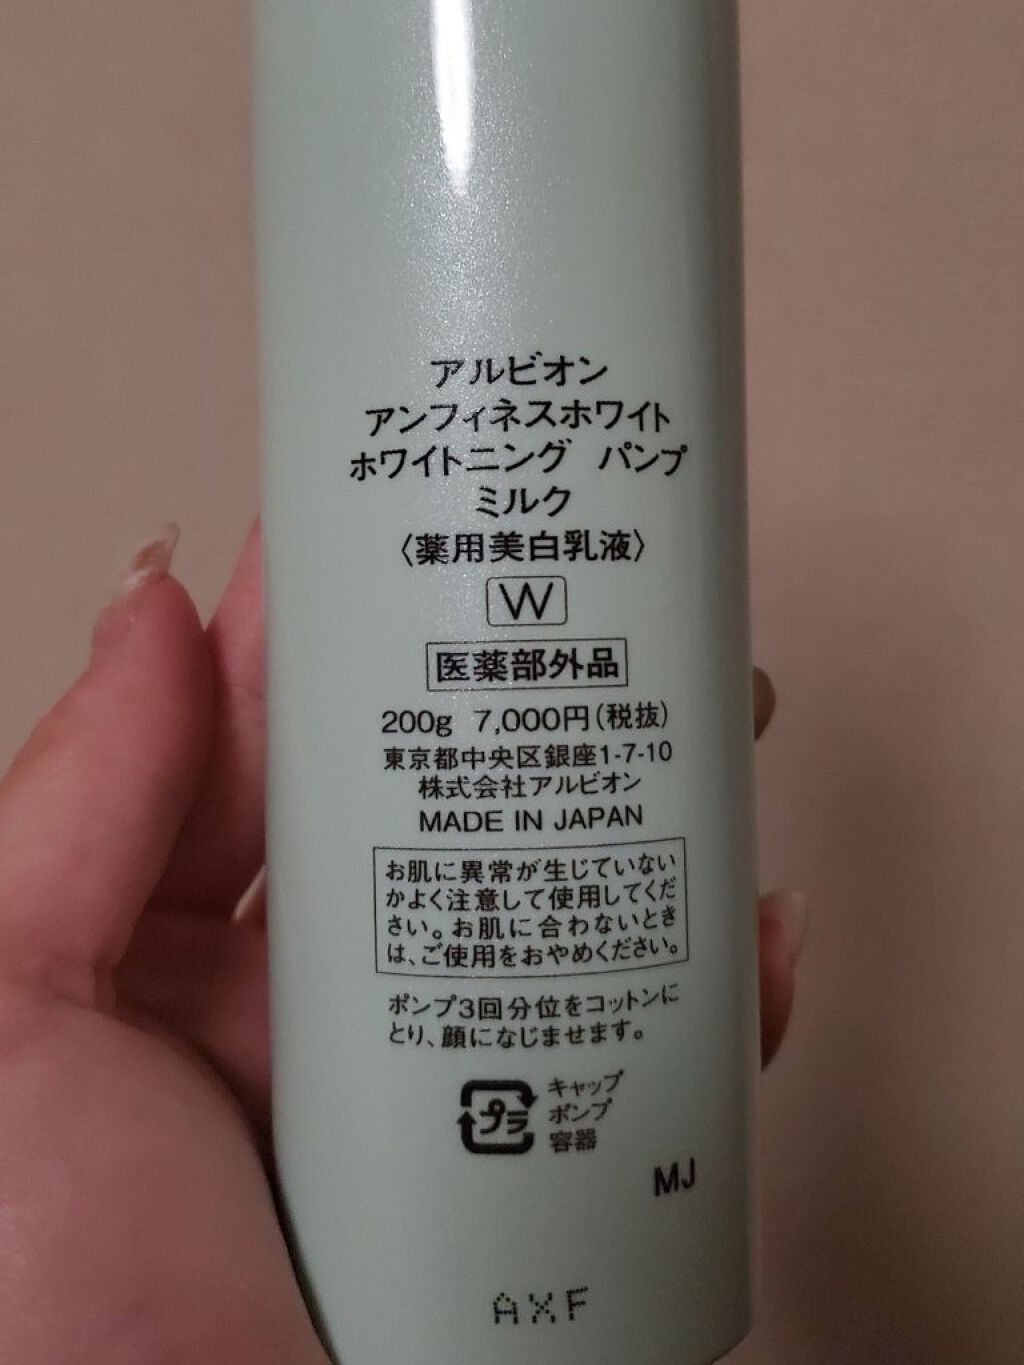 アルビオン
アンフィネスホワイト
ホワイトニング パンプ
ミルク
〈薬用美白乳液〉
W
医薬部外品
200g 7,000円(税抜)
東京都中央区銀座1-7-10
株式会社アルビオン
MADE IN JAPAN
お肌に異常が生じていない
かよく注意して使用してくだ
さい。お肌に合わないとき
は、ご使用をおやめください。
ポンプ3回分位をコットンに
とり、顔になじませます。
プラ
キャップ
ポンプ
容器
MJ
AXF